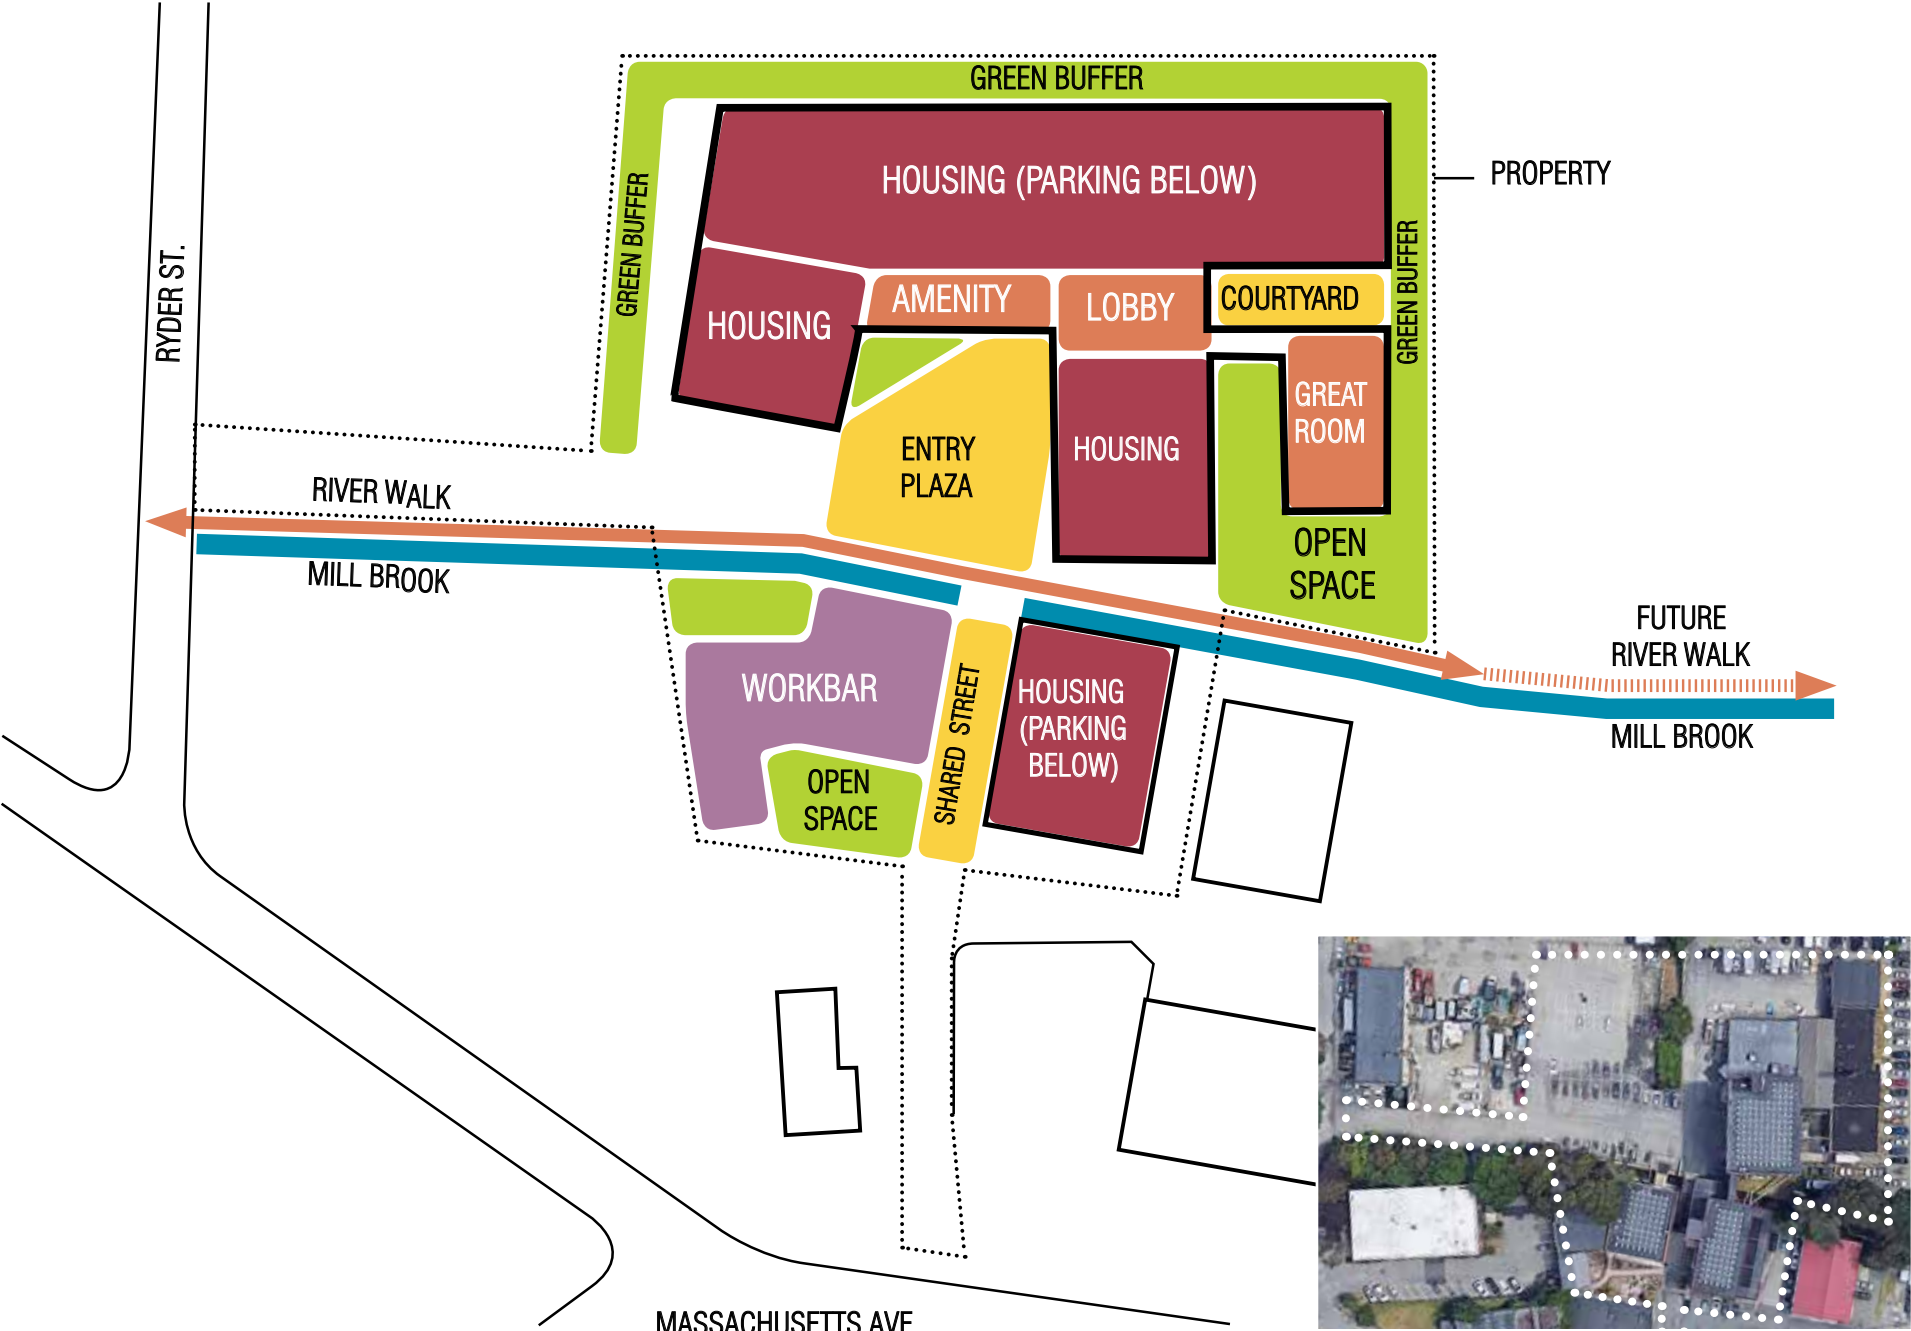 GREEN BUFFER
HOUSING (PARKING BELOW)
PROPERTY
GREEN BUFFER
GREEN BUFFER
RYDER ST.
HOUSING
AMENITY
LOBBY
COURTYARD
GREAT
ROOM
ENTRY
PLAZA
HOUSING
OPEN
SPACE
RIVER WALK
MILL BROOK
FUTURE
RIVER WALK
MILL BROOK
WORKBAR
SHARED STREET
HOUSING
(PARKING
BELOW)
OPEN
SPACE
MASSACHUSETTS AVE